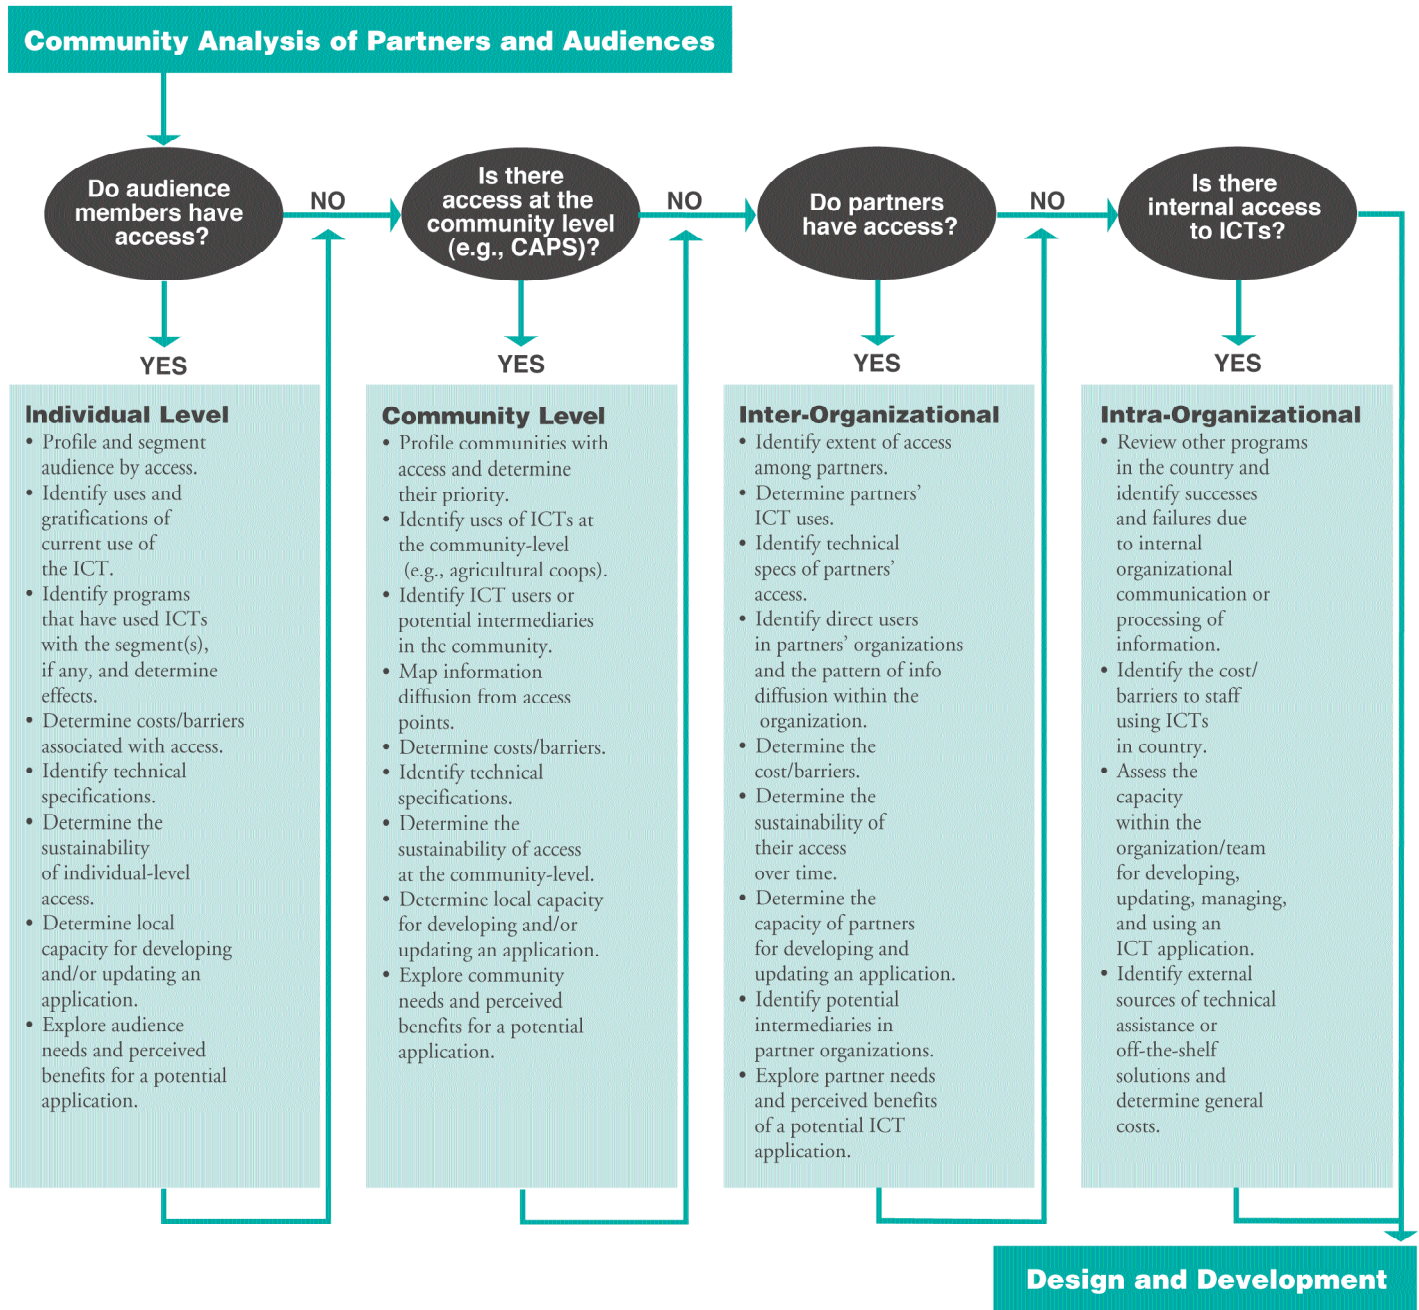 Community Analysis of Partners and Audiences
Do audience
members have
access?
NO
Is there
access at the
community level
(e.g., CAPS)?
NO
Do partners
have access?
NO
Is there
internal access
to ICTs?
YES
YES
YES
YES
Individual Level
• Profile and segment
audience by access.
• Identify uses and
gratifications of
current use of
the ICT.
• Identify programs
that have used ICTs
with the segment(s),
if any, and determine
effects.
• Determine costs/barriers
associated with access.
• Identify technical
specifications.
• Determine the
sustainability
of individual-level
access.
• Determine local
capacity for developing
and/or updating an
application.
• Explore audience
needs and perceived
benefits for a potential
application.
Community Level
• Profile communities with
access and determine
their priority.
• Identify uses of ICTs at
the community-level
(e.g., agricultural coops).
• Identify ICT users or
potential intermediaries
in the community.
• Map information
diffusion from access
points.
• Determine costs/barriers.
• Identify technical
specifications.
• Determine the
sustainability of access
at the community-level.
• Determine local capacity
for developing and/or
updating an application.
• Explore community
needs and perceived
benefits for a potential
application.
Inter-Organizational
• Identify extent of access
among partners.
• Determine partners’
ICT uses.
• Identify technical
specs of partners’
access.
• Identify direct users
in partners’ organizations
and the pattern of info
diffusion within the
organization.
• Determine the
cost/barriers.
• Determine the
sustainability of
their access
over time.
• Determine the
capacity of partners
for developing and
updating an application.
• Identify potential
intermediaries in
partner organizations.
• Explore partner needs
and perceived benefits
of a potential ICT
application.
Intra-Organizational
• Review other programs
in the country and
identify successes
and failures due
to internal
organizational
communication or
processing of
information.
• Identify the cost/
barriers to staff
using ICTs
in country.
• Assess the
capacity
within the
organization/team
for developing,
updating, managing,
and using an
ICT application.
• Identify external
sources of technical
assistance or
off-the-shelf
solutions and
determine general
costs.
Design and Development